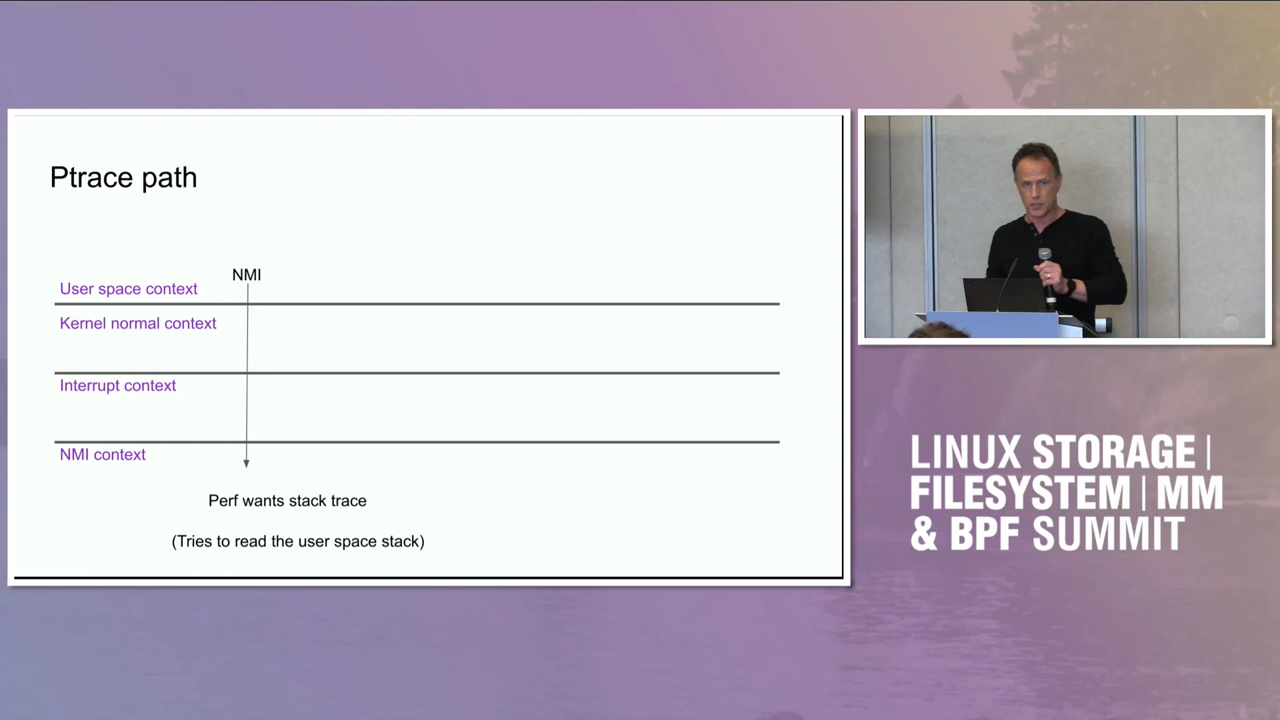 Ptrace path
NMI
User space context
Kernel normal context
Interrupt context
NMI context
Perf wants stack trace
(Tries to read the user space stack)
LINUX STORAGE|
FILESYSTEM|MM
& BPF SUMMIT